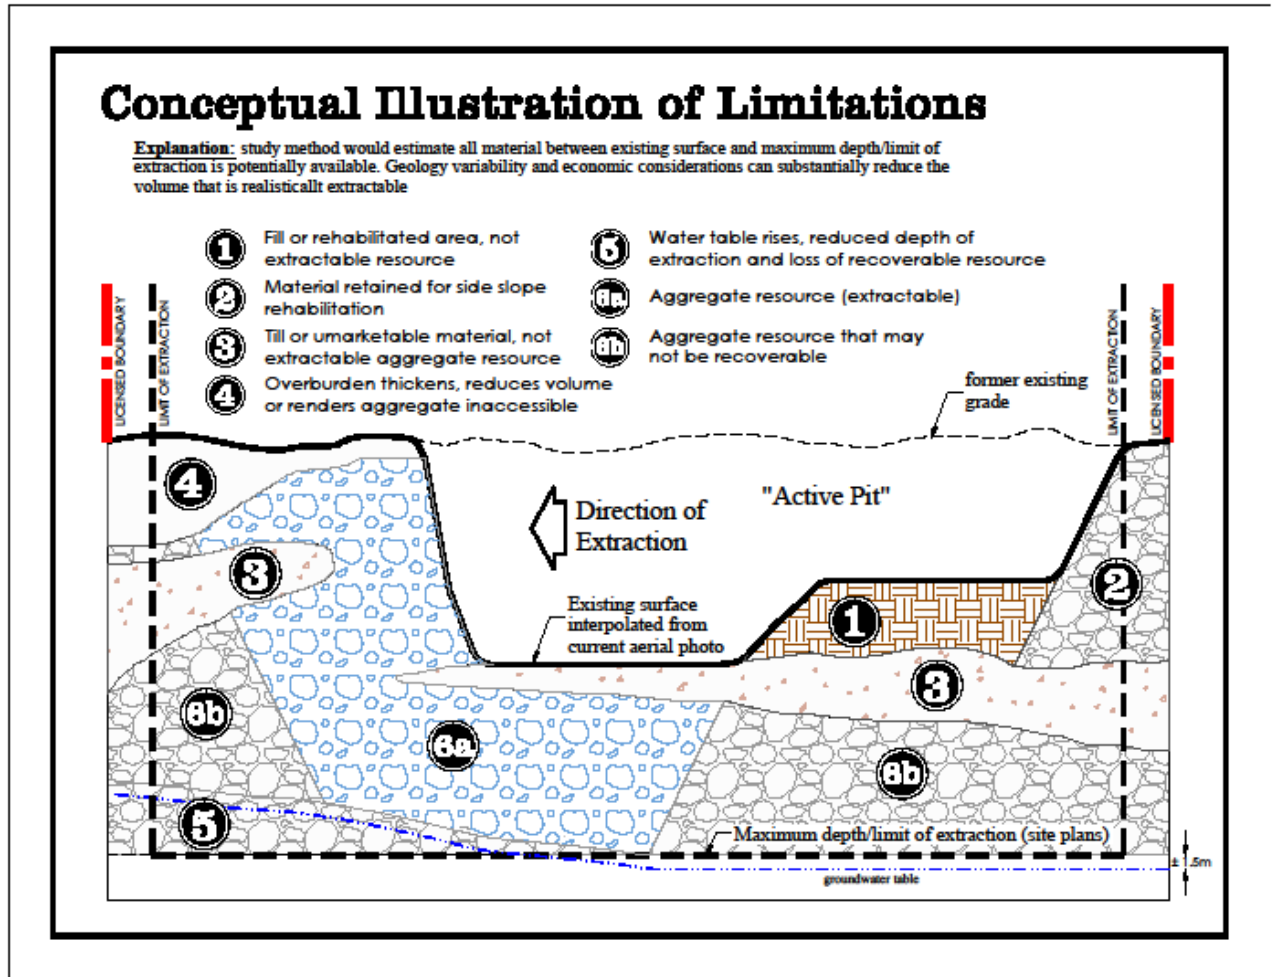 Conceptual Illustration of Limitations
Explanation: study method would estimate all material between existing surface and maximum depth/limit of
extraction is potentially available. Geology variability and economic considerations can substantially reduce the
volume that is realisticallt extractable
1 Fill or rehabilitated area, not
extractable resource
2 Material retained for side slope
rehabilitation
3 Till or umarketable material, not
extractable aggregate resource
4 Overburden thickens, reduces volume
or renders aggregate inaccessible
5 Water table rises, reduced depth of
extraction and loss of recoverable resource
6a Aggregate resource (extractable)
6b Aggregate resource that may
not be recoverable
LICENSED BOUNDARY
LIMIT OF EXTRACTION
LIMIT OF EXTRACTION
LICENSED BOUNDARY
former existing
grade
4
"Active Pit"
Direction of
Extraction
3
2
Existing surface
interpolated from
current aerial photo
1
3
6b
6a
6b
5
Maximum depth/limit of extraction (site plans)
± 1.5m
groundwater table